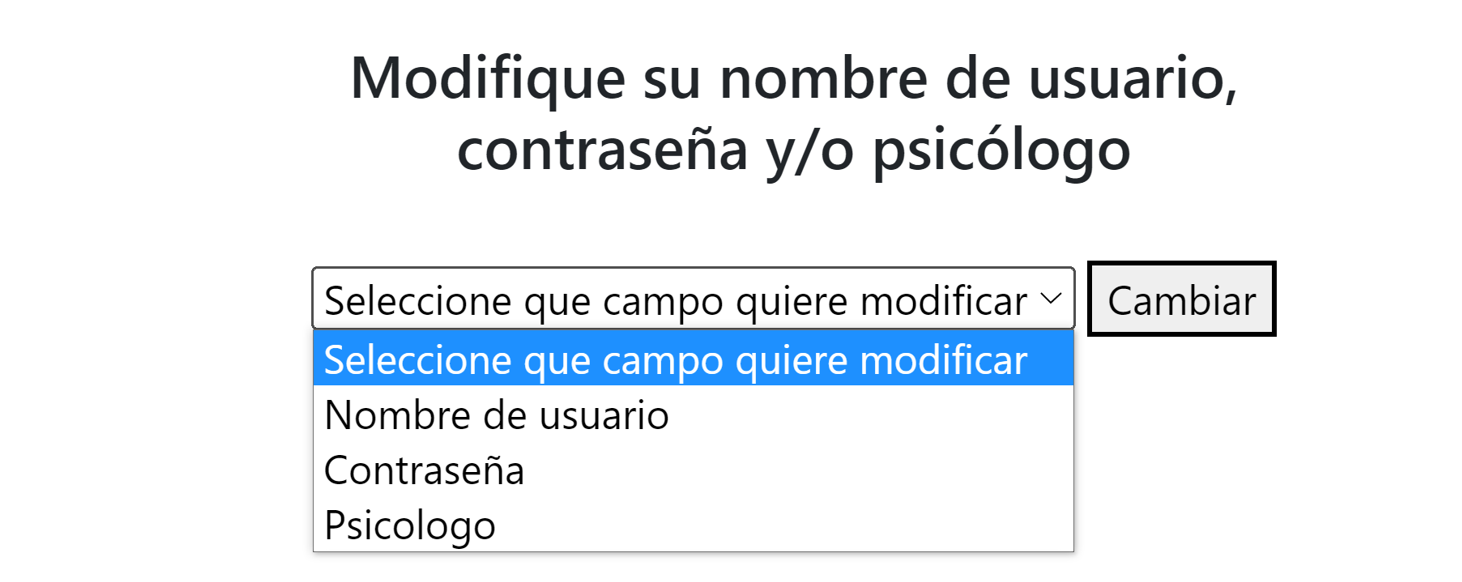 Modifique su nombre de usuario,
contraseña y/o psicólogo
Seleccione que campo quiere modificar
Cambiar
Seleccione que campo quiere modificar
Nombre de usuario
Contraseña
Psicologo